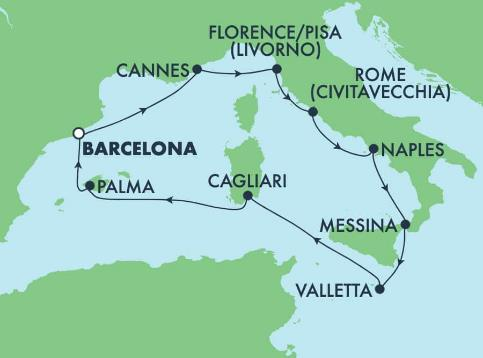 FLORENCE/PISA
(LIVORNO)
CANNES
ROME
(CIVITAVECCHIA)
BARCELONA
NAPLES
PALMA
CAGLIARI
MESSINA
VALLETTA